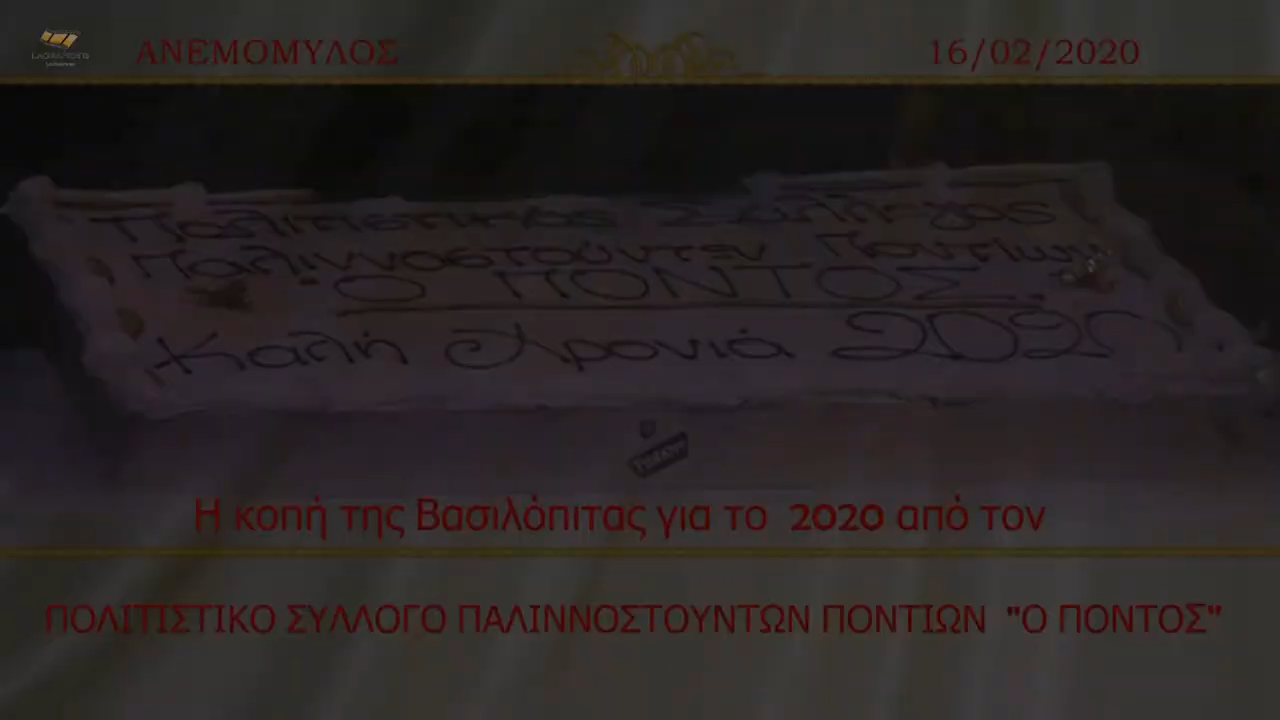 ΑΝΕΜΟΜΥΛΟΣ
16/02/2020
Πολιτιστικός Σύλλογος
Παλιννοστούντων Ποντίων
"Ο ΠΟΝΤΟΣ"
Καλή Χρονιά 2020
Η κοπή της Βασιλόπιτας για το 2020 από τον
ΠΟΛΙΤΙΣΤΙΚΟ ΣΥΛΛΟΓΟ ΠΑΛΙΝΝΟΣΤΟΥΝΤΩΝ ΠΟΝΤΙΩΝ "Ο ΠΟΝΤΟΣ"